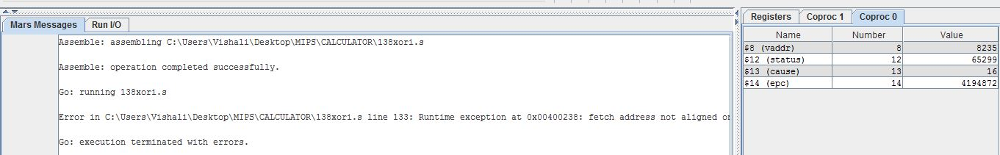 Mars Messages Run I/O
Assemble: assembling C:\Users\Vishali\Desktop\MIPS\CALCULATOR\138xori.s
Assemble: operation completed successfully.
Go: running 138xori.s
Error in C:\Users\Vishali\Desktop\MIPS\CALCULATOR\138xori.s line 133: Runtime exception at 0x00400238: fetch address not aligned on
Go: execution terminated with errors.
Registers Coproc 1 Coproc 0
Name Number Value
$8 (vaddr) 8 8235
$12 (status) 12 65299
$13 (cause) 13 16
$14 (epc) 14 4194872